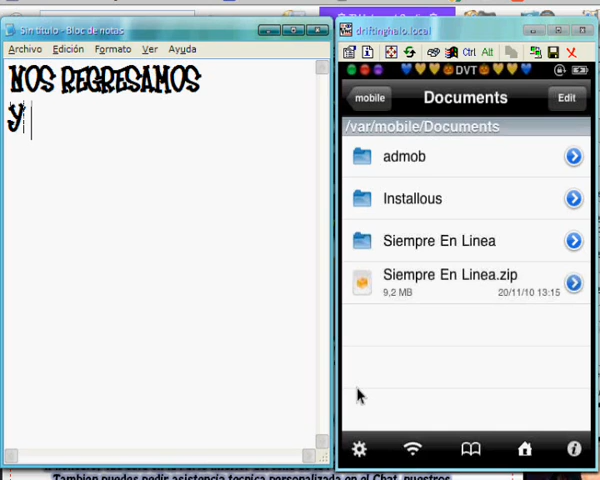 Sin título - Bloc de notas
Archivo Edición Formato Ver Ayuda
NOS REGRESAMOS
Y
driftinghalo.local
Ctrl Alt
DVT
mobile
Documents
Edit
/var/mobile/Documents
admob
Installous
Siempre En Linea
Siempre En Linea.zip
9,2 MB
20/11/10 13:15
Tambien puedes pedir asistencia tecnica personalizada en el Chat, nuestros